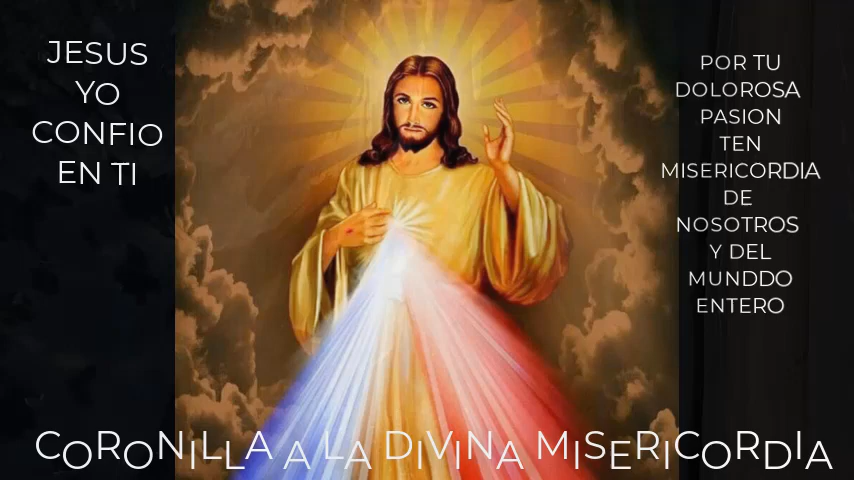 JESUS
YO
CONFIO
EN TI
POR TU
DOLOROSA
PASION
TEN
MISERICORDIA
DE
NOSOTROS
Y DEL
MUNDDO
ENTERO
CORONILLA A LA DIVINA MISERICORDIA